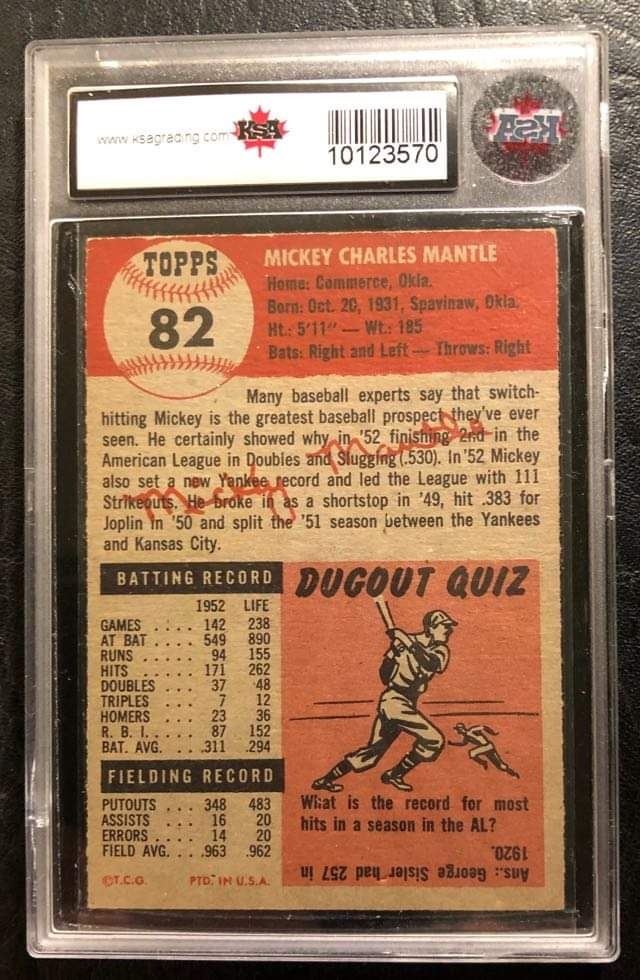 www.ksagrading.com KSA
10123570
KSA
TOPPS
82
MICKEY CHARLES MANTLE
Home: Commerce, Okla.
Born: Oct. 20, 1931, Spavinaw, Okla.
Ht.: 5'11" — Wt.: 185
Bats: Right and Left — Throws: Right
Many baseball experts say that switch-
hitting Mickey is the greatest baseball prospect they've ever
seen. He certainly showed why in '52 finishing 2nd in the
American League in Doubles and Slugging (.530). In '52 Mickey
also set a new Yankee record and led the League with 111
Strikeouts. He broke in as a shortstop in '49, hit .383 for
Joplin in '50 and split the '51 season between the Yankees
and Kansas City.
Mickey Mantle
BATTING RECORD
1952 LIFE
GAMES .... 142 238
AT BAT .... 549 890
RUNS ..... 94 155
HITS ..... 171 262
DOUBLES ... 37 48
TRIPLES ... 7 12
HOMERS ... 23 36
R. B. I. .... 87 152
BAT. AVG. ... .311 .294
FIELDING RECORD
PUTOUTS ... 348 483
ASSISTS ... 16 20
ERRORS .... 14 20
FIELD AVG. ... .963 .962
©T.C.G. PTD. IN U.S.A.
DUGOUT QUIZ
What is the record for most
hits in a season in the AL?
Ans.: George Sisler had 257 in
1920.